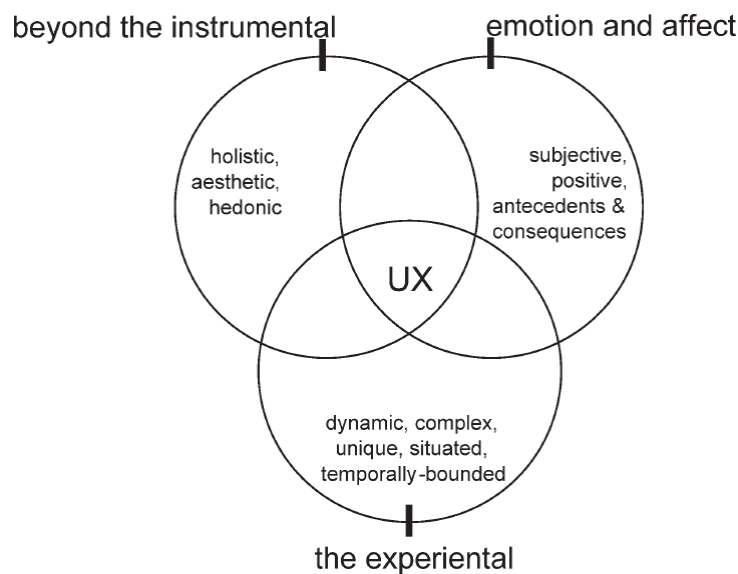 beyond the instrumental
emotion and affect
holistic,
aesthetic,
hedonic
subjective,
positive,
antecedents &
consequences
UX
dynamic, complex,
unique, situated,
temporally-bounded
the experiental